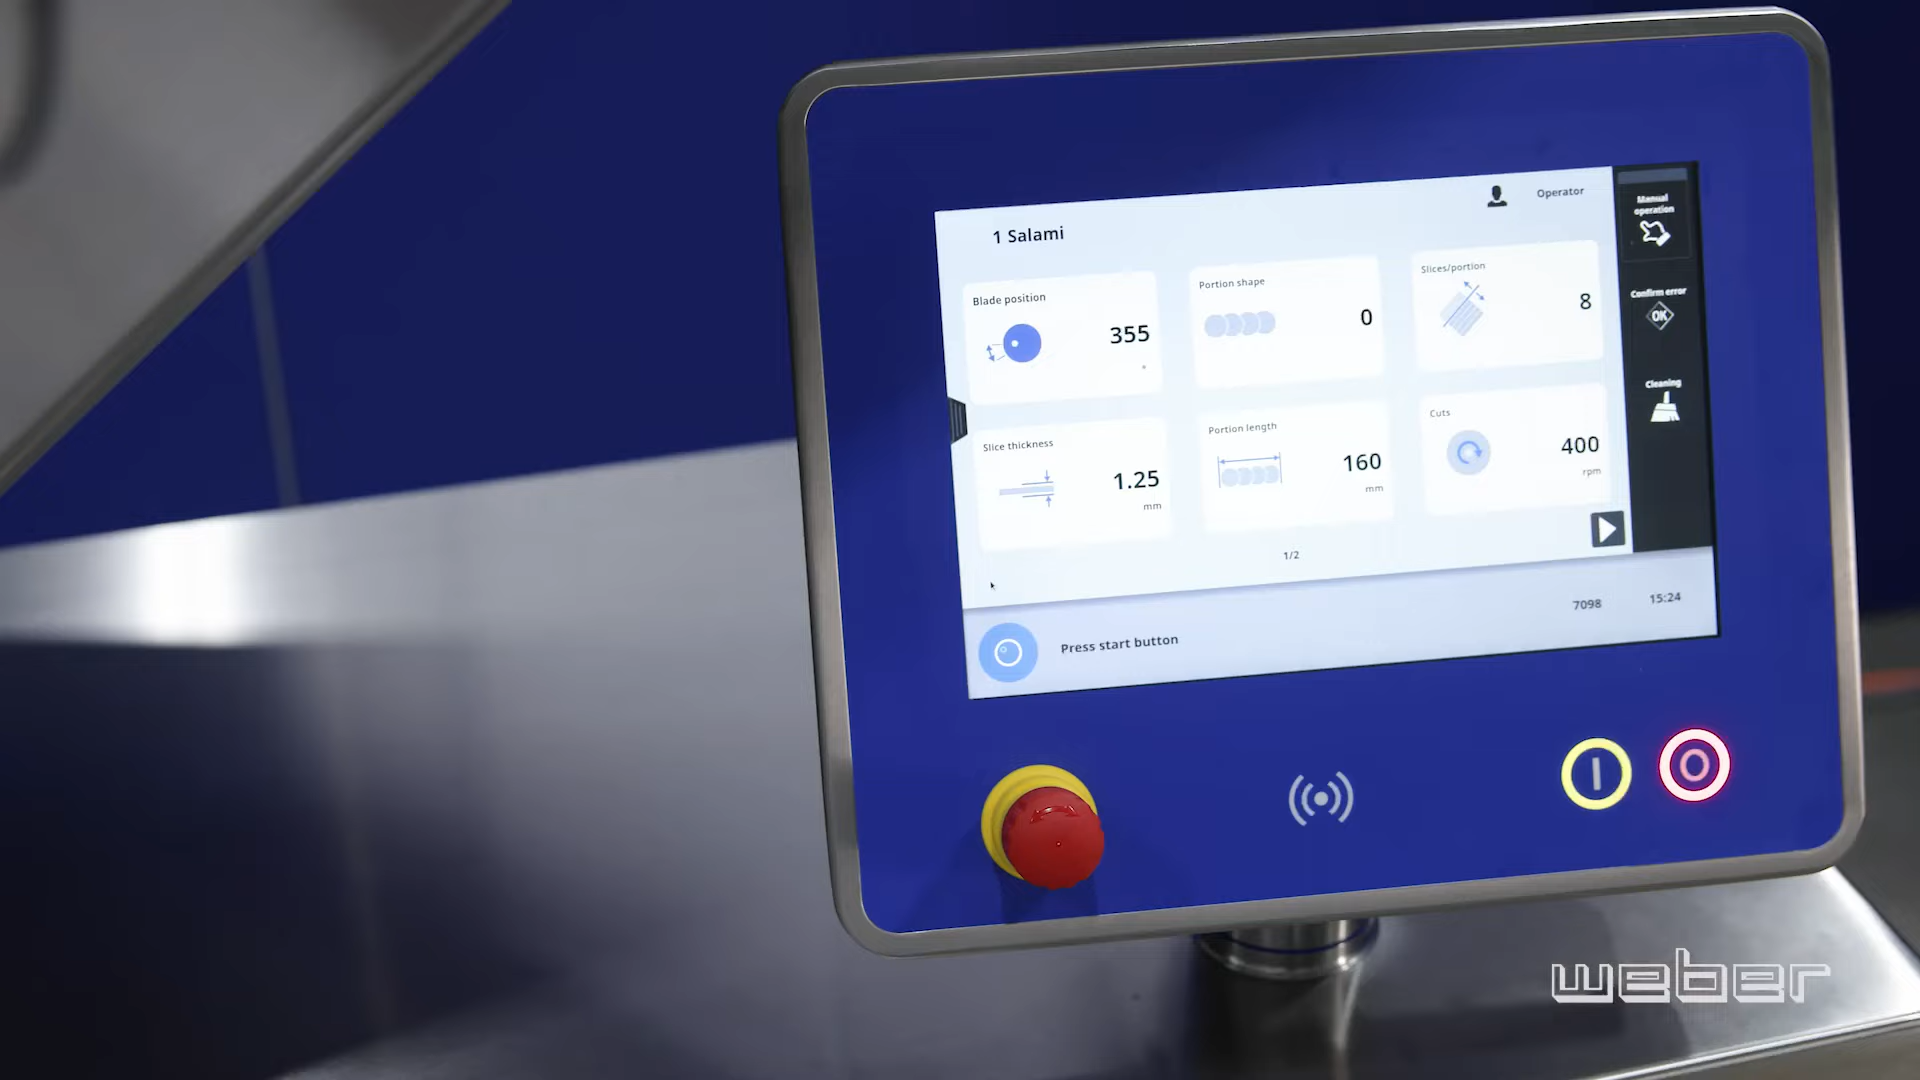 Operator
1 Salami
Manual
operation
Blade position
355
°
Portion shape
0
Slices/portion
8
Confirm error
OK
Cleaning
Slice thickness
1.25
mm
Portion length
160
mm
Cuts
400
rpm
1/2
Press start button
7098
15:24
weber